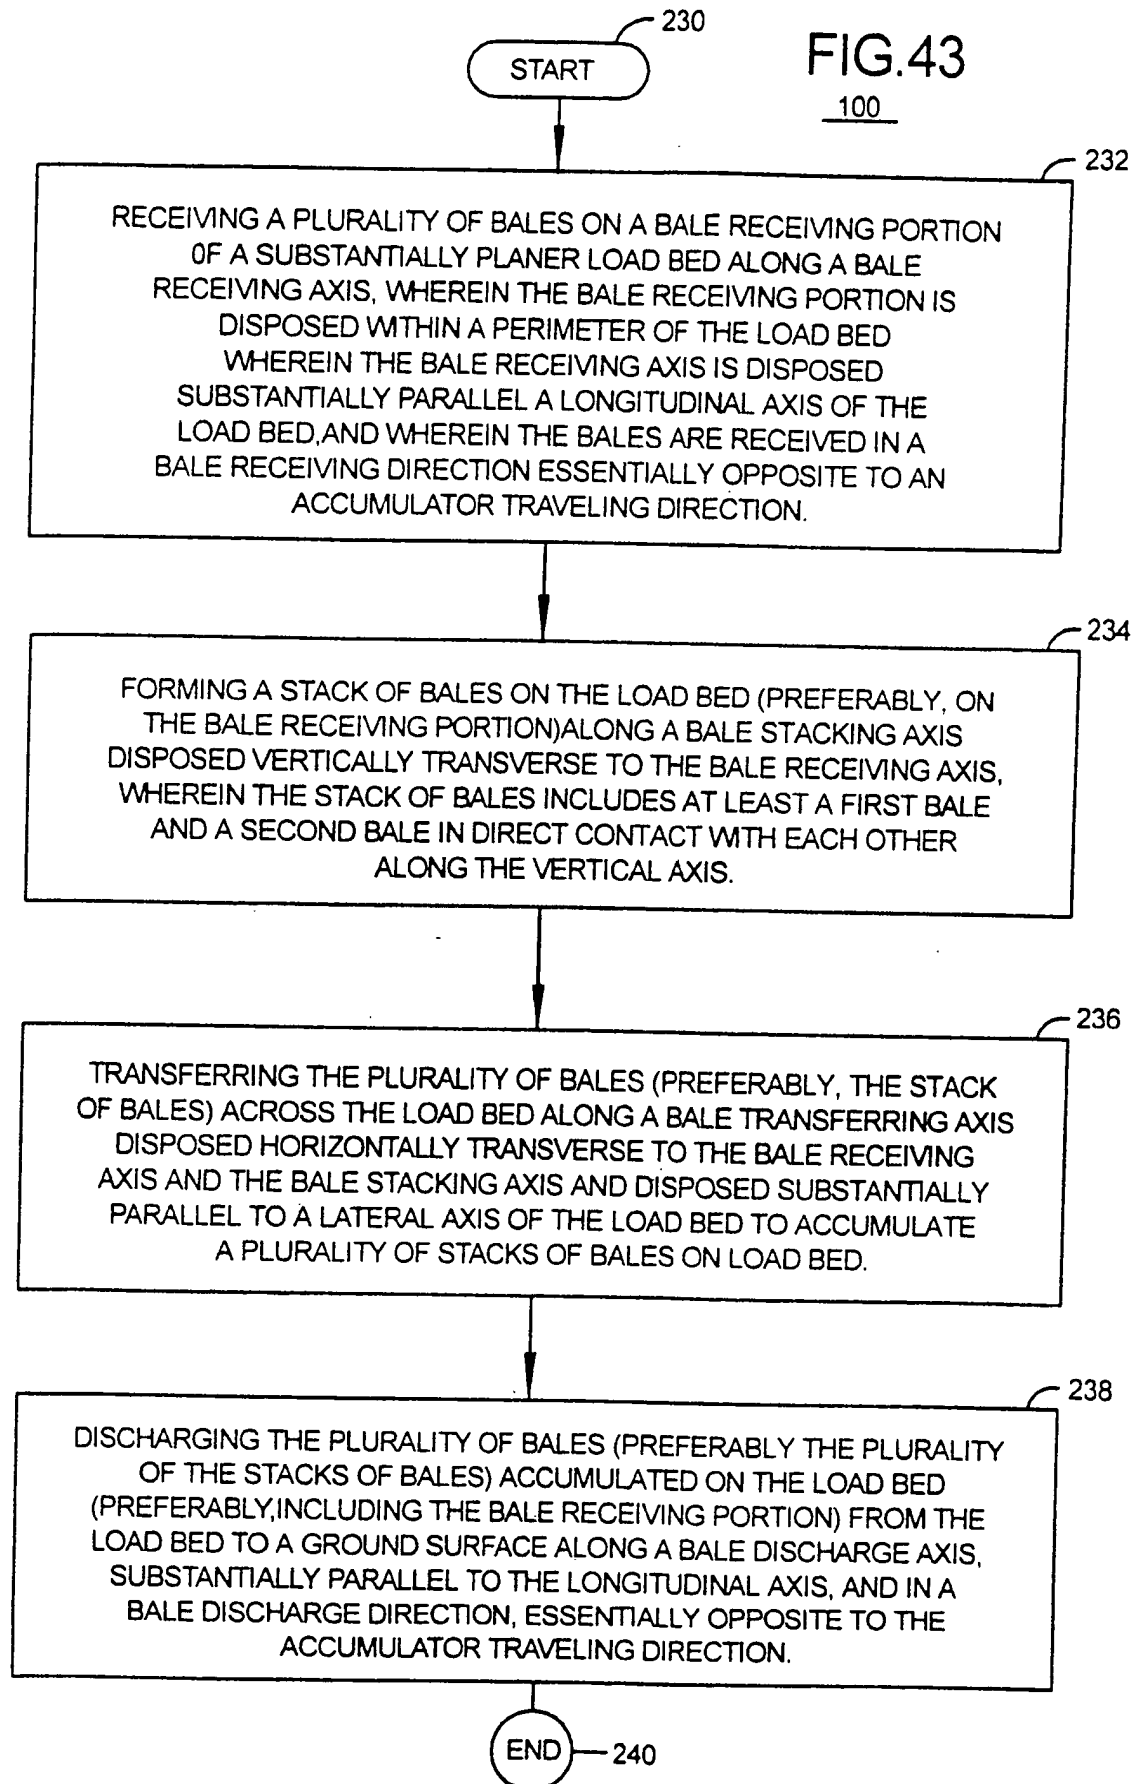 230
START
FIG.43
100
232
RECEIVING A PLURALITY OF BALES ON A BALE RECEIVING PORTION
OF A SUBSTANTIALLY PLANER LOAD BED ALONG A BALE
RECEIVING AXIS, WHEREIN THE BALE RECEIVING PORTION IS
DISPOSED WITHIN A PERIMETER OF THE LOAD BED
WHEREIN THE BALE RECEIVING AXIS IS DISPOSED
SUBSTANTIALLY PARALLEL A LONGITUDINAL AXIS OF THE
LOAD BED,AND WHEREIN THE BALES ARE RECEIVED IN A
BALE RECEIVING DIRECTION ESSENTIALLY OPPOSITE TO AN
ACCUMULATOR TRAVELING DIRECTION.
234
FORMING A STACK OF BALES ON THE LOAD BED (PREFERABLY, ON
THE BALE RECEIVING PORTION)ALONG A BALE STACKING AXIS
DISPOSED VERTICALLY TRANSVERSE TO THE BALE RECEIVING AXIS,
WHEREIN THE STACK OF BALES INCLUDES AT LEAST A FIRST BALE
AND A SECOND BALE IN DIRECT CONTACT WITH EACH OTHER
ALONG THE VERTICAL AXIS.
236
TRANSFERRING THE PLURALITY OF BALES (PREFERABLY, THE STACK
OF BALES) ACROSS THE LOAD BED ALONG A BALE TRANSFERRING AXIS
DISPOSED HORIZONTALLY TRANSVERSE TO THE BALE RECEIVING
AXIS AND THE BALE STACKING AXIS AND DISPOSED SUBSTANTIALLY
PARALLEL TO A LATERAL AXIS OF THE LOAD BED TO ACCUMULATE
A PLURALITY OF STACKS OF BALES ON LOAD BED.
238
DISCHARGING THE PLURALITY OF BALES (PREFERABLY THE PLURALITY
OF THE STACKS OF BALES) ACCUMULATED ON THE LOAD BED
(PREFERABLY,INCLUDING THE BALE RECEIVING PORTION) FROM THE
LOAD BED TO A GROUND SURFACE ALONG A BALE DISCHARGE AXIS,
SUBSTANTIALLY PARALLEL TO THE LONGITUDINAL AXIS, AND IN A
BALE DISCHARGE DIRECTION, ESSENTIALLY OPPOSITE TO THE
ACCUMULATOR TRAVELING DIRECTION.
END
240